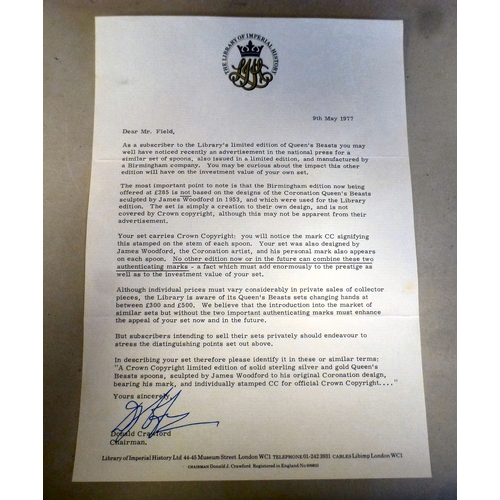 THE LIBRARY OF IMPERIAL HISTORY
9th May 1977
Dear Mr. Field,
As a subscriber to the Library's limited edition of Queen's Beasts you may
well have noticed recently an advertisement in the national press for a
similar set of spoons, also issued in a limited edition, and manufactured by
a Birmingham company. You may be curious about the impact this other
edition will have on the investment value of your own set.
The most important point to note is that the Birmingham edition now being
offered at £285 is not based on the designs of the Coronation Queen's Beasts
sculpted by James Woodford in 1953, and which were used for the Library
edition. The set is simply a creation to their own design, and is not
covered by Crown copyright, although this may not be apparent from their
advertisement.
Your set carries Crown Copyright: you will notice the mark CC signifying
this stamped on the stem of each spoon. Your set was also designed by
James Woodford, the Coronation artist, and his personal mark also appears
on each spoon. No other edition now or in the future can combine these two
authenticating marks - a fact which must add enormously to the prestige as
well as to the investment value of your set.
Although individual prices must vary considerably in private sales of collector
pieces, the Library is aware of its Queen's Beasts sets changing hands at
between £300 and £500. We believe that the introduction into the market of
similar sets but without the two important authenticating marks must enhance
the appeal of your set now and in the future.
But subscribers intending to sell their sets privately should endeavour to
stress the distinguishing points set out above.
In describing your set therefore please identify it in these or similar terms:
"A Crown Copyright limited edition of solid sterling silver and gold Queen's
Beasts spoons, sculpted by James Woodford to his original Coronation design,
bearing his mark, and individually stamped CC for official Crown Copyright...."
Yours sincerely,
Donald Crawford
Chairman.
Library of Imperial History Ltd 44-45 Museum Street London WC1 TELEPHONE 01-242 3501 CABLES Libimp London WC1
CHAIRMAN Donald J. Crawford Registered in England No